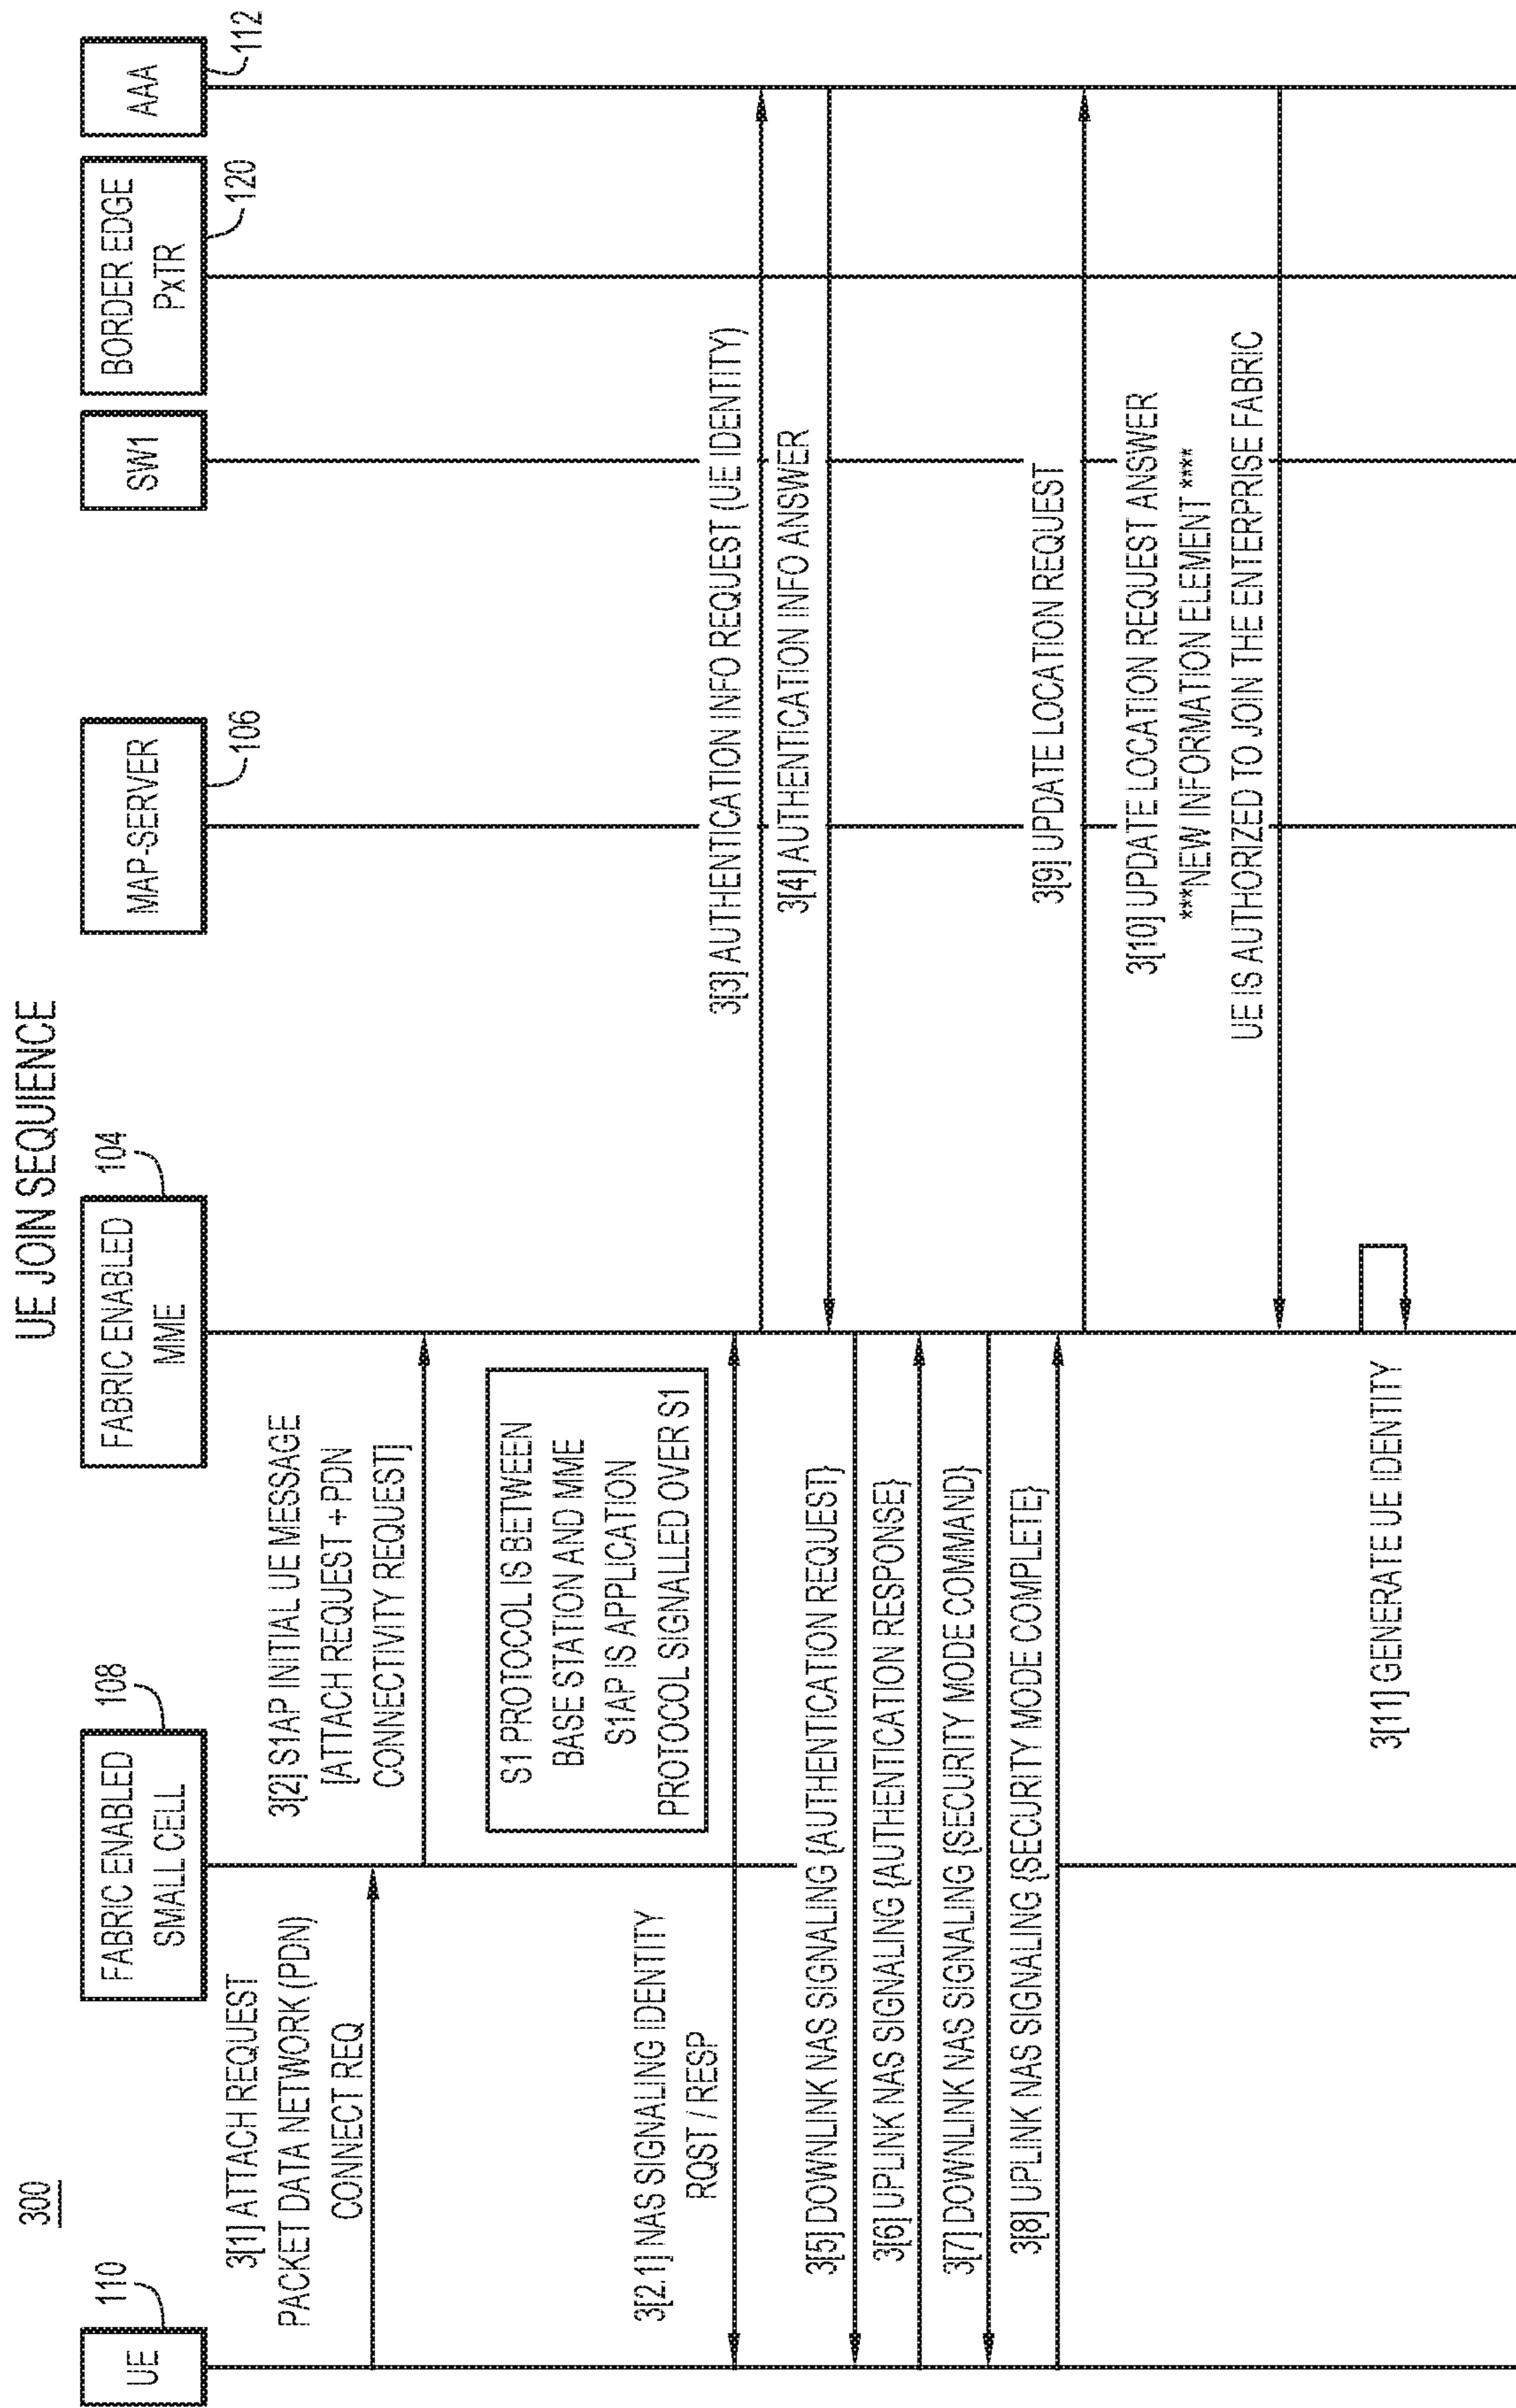 300
UE JOIN SEQUIENCE
UE
110
FABRIC ENABLED
SMALL CELL
108
FABRIC ENABLED
MME
104
MAP-SERVER
106
SW1
BORDER EDGE
PxTR
120
AAA
112
3[1] ATTACH REQUEST
PACKET DATA NETWORK (PDN)
CONNECT REQ
3[2] S1AP INITIAL UE MESSAGE
[ATTACH REQUEST + PDN
CONNECTIVITY REQUEST]
S1 PROTOCOL IS BETWEEN
BASE STATION AND MME
S1AP IS APPLICATION
PROTOCOL SIGNALLED OVER S1
3[2.1] NAS SIGNALING IDENTITY
RQST / RESP
3[3] AUTHENTICATION INFO REQUEST (UE IDENTITY)
3[4] AUTHENTICATION INFO ANSWER
3[5] DOWNLINK NAS SIGNALING {AUTHENTICATION REQUEST}
3[6] UPLINK NAS SIGNALING {AUTHENTICATION RESPONSE}
3[7] DOWNLINK NAS SIGNALING {SECURITY MODE COMMAND}
3[8] UPLINK NAS SIGNALING {SECURITY MODE COMPLETE}
3[9] UPDATE LOCATION REQUEST
3[10] UPDATE LOCATION REQUEST ANSWER
***NEW INFORMATION ELEMENT ****
UE IS AUTHORIZED TO JOIN THE ENTERPRISE FABRIC
3[11] GENERATE UE IDENTITY